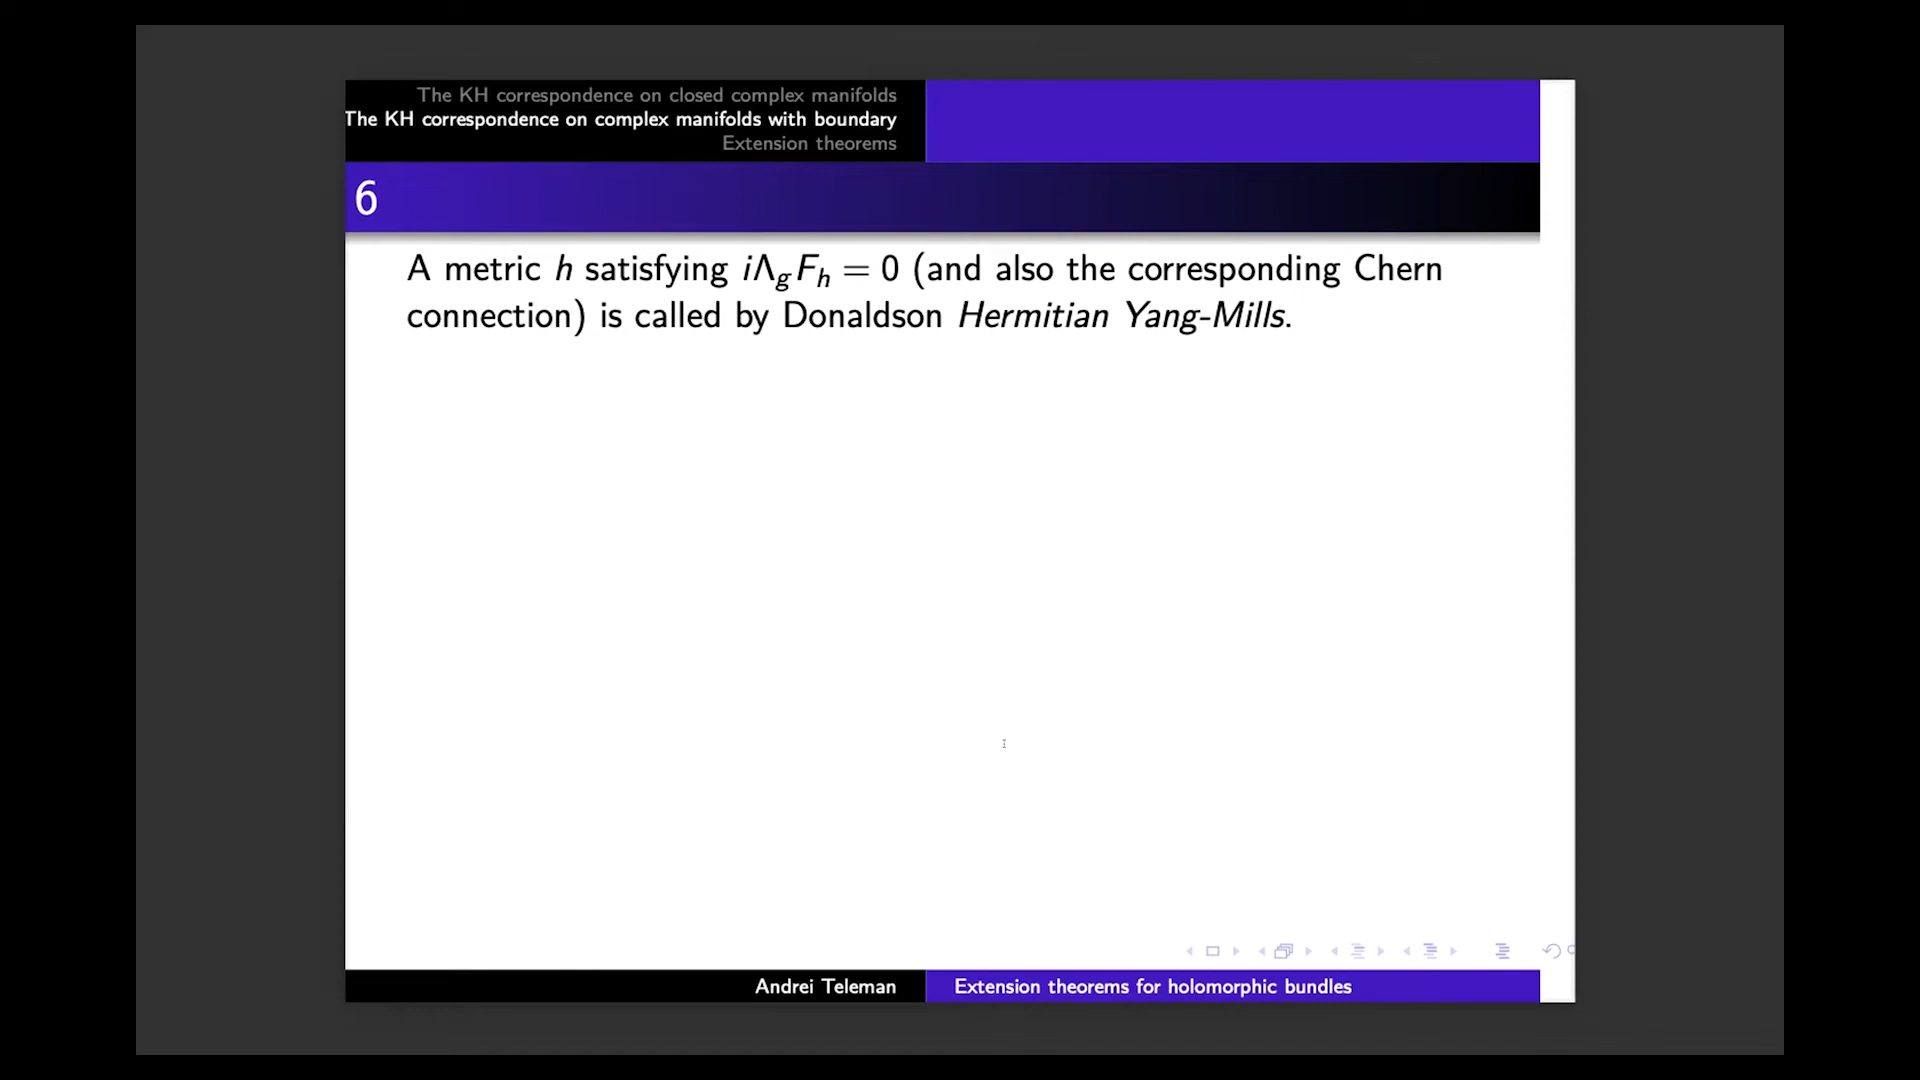 The KH correspondence on closed complex manifolds
The KH correspondence on complex manifolds with boundary
Extension theorems
6
A metric h satisfying iΛ_g F_h = 0 (and also the corresponding Chern
connection) is called by Donaldson Hermitian Yang-Mills.
Andrei Teleman
Extension theorems for holomorphic bundles